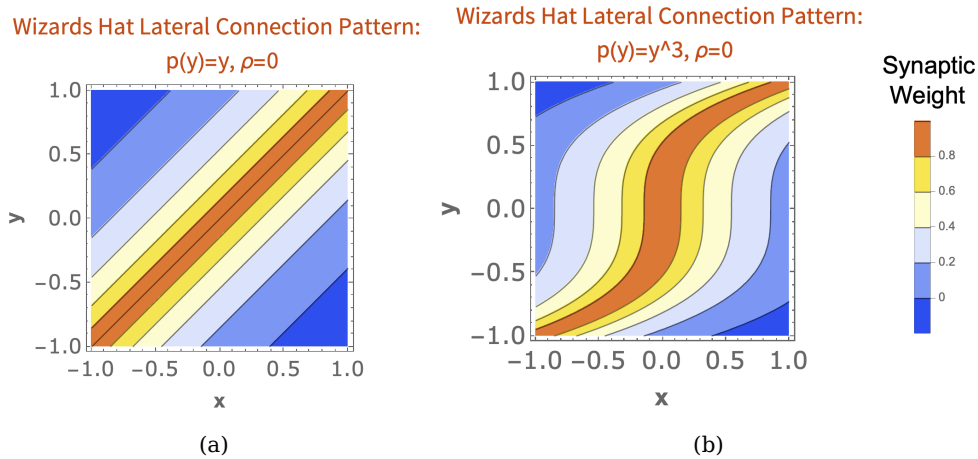 Wizards Hat Lateral Connection Pattern:
p(y)=y, ρ=0
1.0
0.5
0.0
−0.5
−1.0
y
−1.0 −0.5 0.0 0.5 1.0
x
(a)
Wizards Hat Lateral Connection Pattern:
p(y)=y^3, ρ=0
1.0
0.5
0.0
−0.5
−1.0
y
−1.0 −0.5 0.0 0.5 1.0
x
(b)
Synaptic
Weight
0.8
0.6
0.4
0.2
0